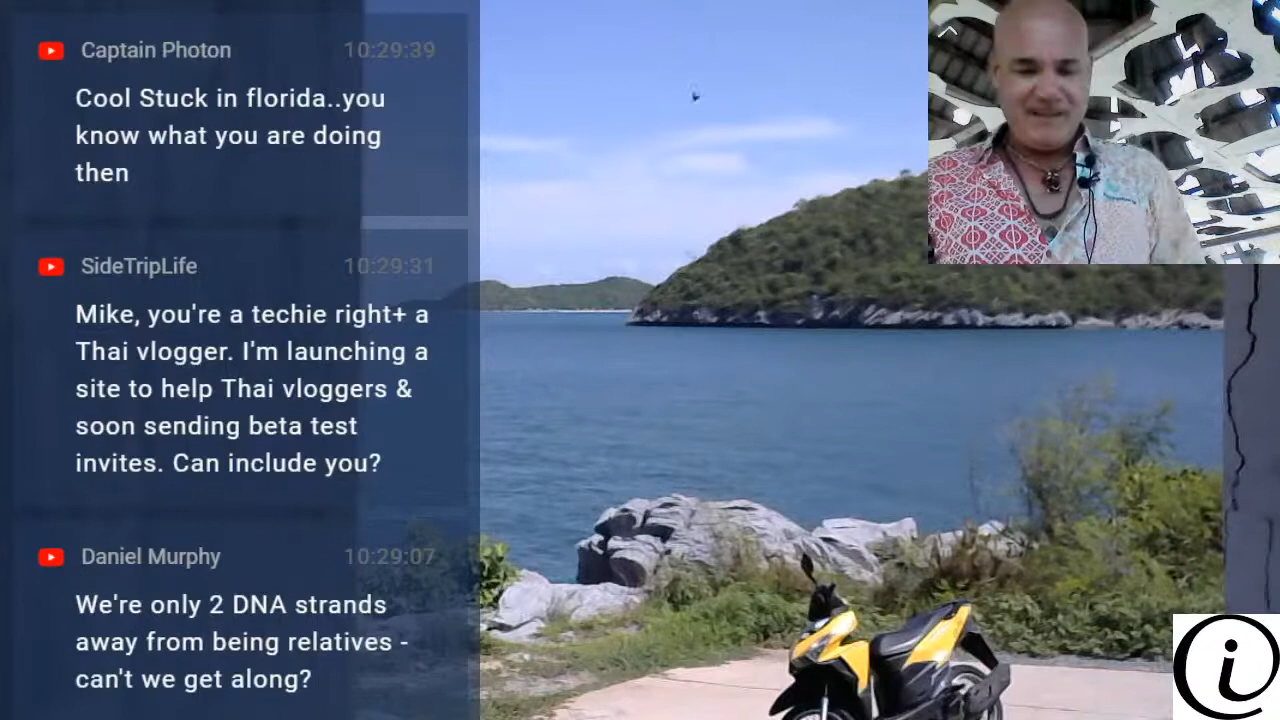 Captain Photon 10:29:39
Cool Stuck in florida..you
know what you are doing
then
SideTripLife 10:29:31
Mike, you're a techie right+ a
Thai vlogger. I'm launching a
site to help Thai vloggers &
soon sending beta test
invites. Can include you?
Daniel Murphy 10:29:07
We're only 2 DNA strands
away from being relatives -
can't we get along?
i